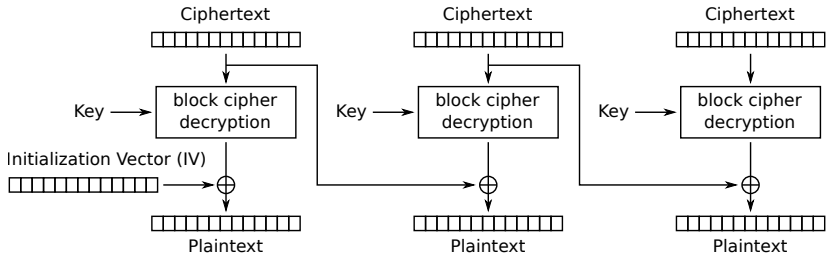 Ciphertext
Ciphertext
Ciphertext
Key
block cipher
decryption
Key
block cipher
decryption
Key
block cipher
decryption
Initialization Vector (IV)
Plaintext
Plaintext
Plaintext